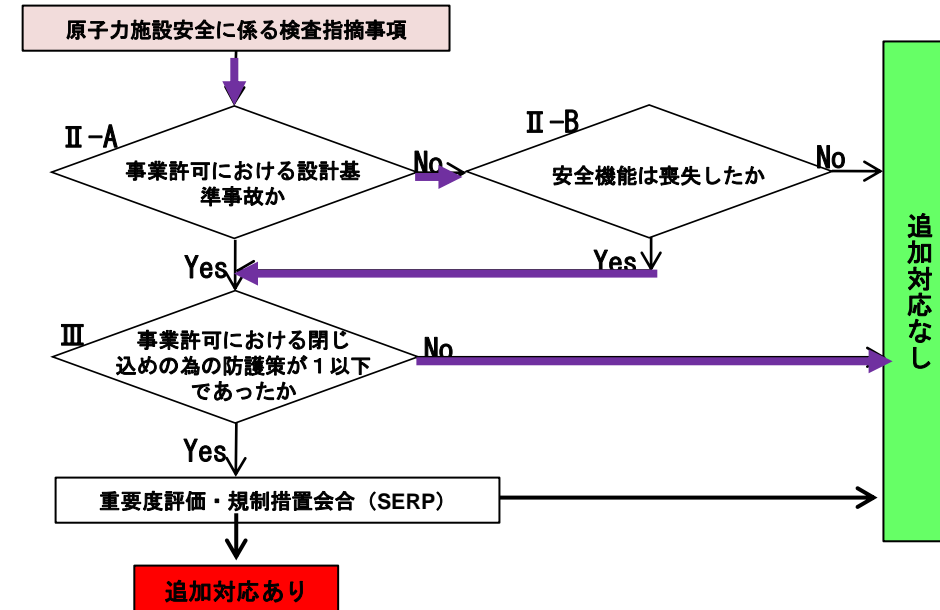 原子力施設安全に係る検査指摘事項
Ⅱ-A
事業許可における設計基
準事故か
No
Ⅱ-B
安全機能は喪失したか
No
Yes
Yes
Ⅲ
事業許可における閉じ
込めの為の防護策が１以下
であったか
No
Yes
重要度評価・規制措置会合（SERP）
追加対応あり
追加対応なし